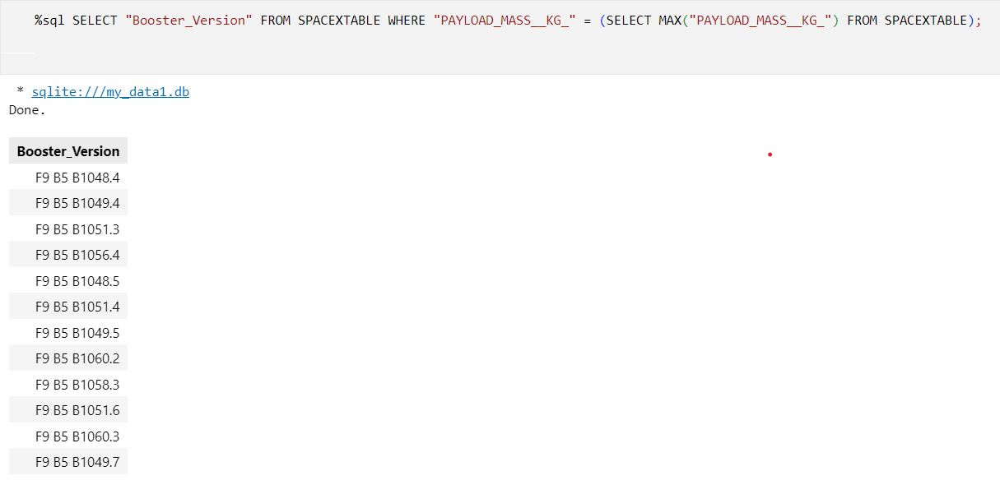 %sql SELECT "Booster_Version" FROM SPACEXTABLE WHERE "PAYLOAD_MASS__KG_" = (SELECT MAX("PAYLOAD_MASS__KG_") FROM SPACEXTABLE);
* sqlite:///my_data1.db
Done.
Booster_Version
F9 B5 B1048.4
F9 B5 B1049.4
F9 B5 B1051.3
F9 B5 B1056.4
F9 B5 B1048.5
F9 B5 B1051.4
F9 B5 B1049.5
F9 B5 B1060.2
F9 B5 B1058.3
F9 B5 B1051.6
F9 B5 B1060.3
F9 B5 B1049.7